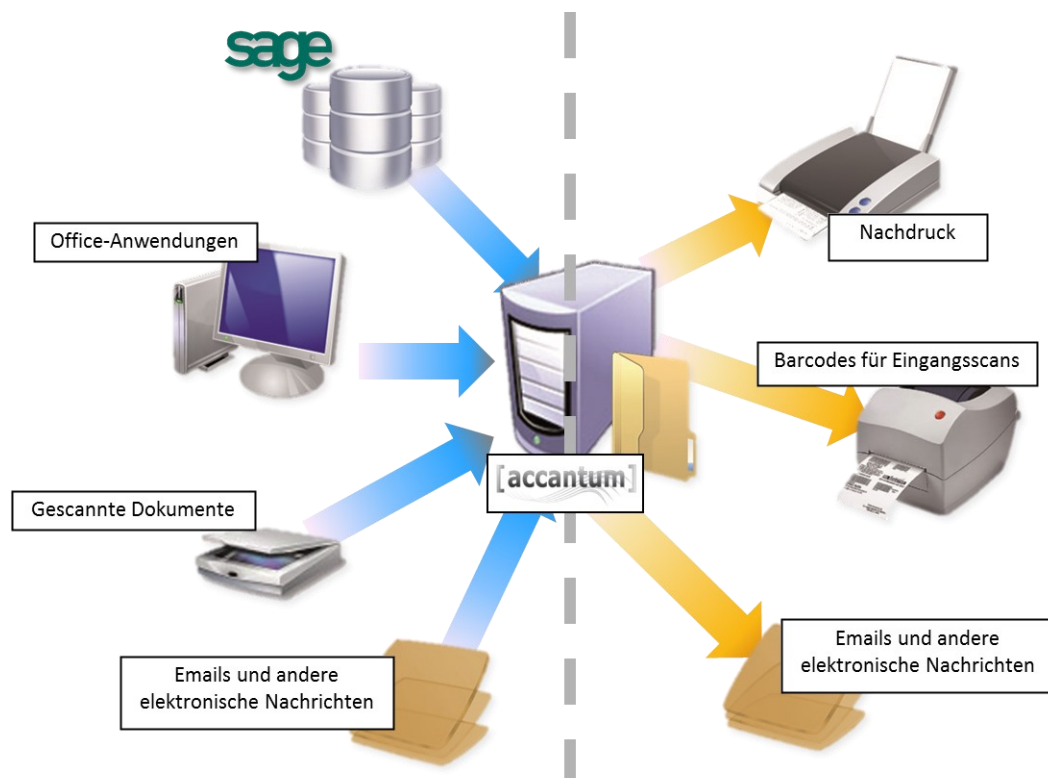 sage
Office-Anwendungen
Nachdruck
Barcodes für Eingangsscans
[accantum]
Gescannte Dokumente
Emails und andere
elektronische Nachrichten
Emails und andere
elektronische Nachrichten